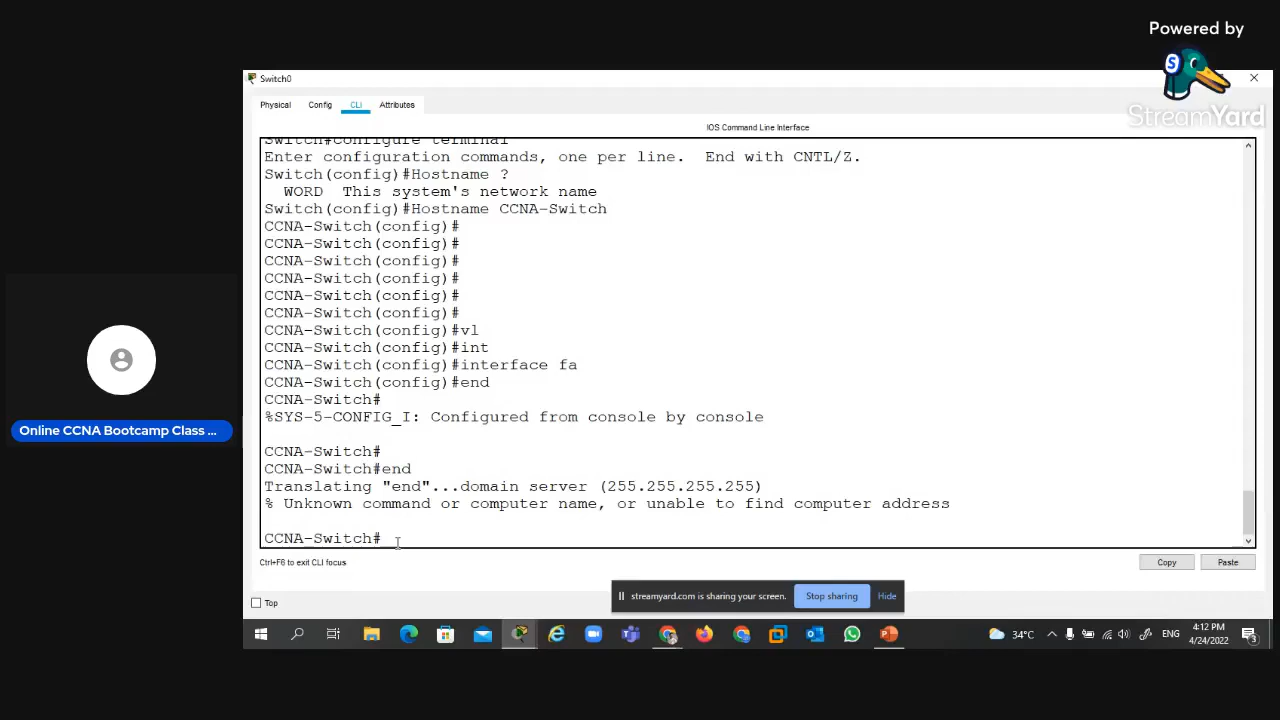 Powered by
StreamYard
Switch0
Physical
Config
CLI
Attributes
IOS Command Line Interface
Switch#configure terminal
Enter configuration commands, one per line.  End with CNTL/Z.
Switch(config)#Hostname ?
  WORD  This system's network name
Switch(config)#Hostname CCNA-Switch
CCNA-Switch(config)#
CCNA-Switch(config)#
CCNA-Switch(config)#
CCNA-Switch(config)#
CCNA-Switch(config)#
CCNA-Switch(config)#
CCNA-Switch(config)#vl
CCNA-Switch(config)#int
CCNA-Switch(config)#interface fa
CCNA-Switch(config)#end
CCNA-Switch#
%SYS-5-CONFIG_I: Configured from console by console
CCNA-Switch#
CCNA-Switch#end
Translating "end"...domain server (255.255.255.255)
% Unknown command or computer name, or unable to find computer address
CCNA-Switch#
Ctrl+F6 to exit CLI focus
Copy
Paste
Top
streamyard.com is sharing your screen.
Stop sharing
Hide
Online CCNA Bootcamp Class ...
34°C
ENG
4:12 PM
4/24/2022
3